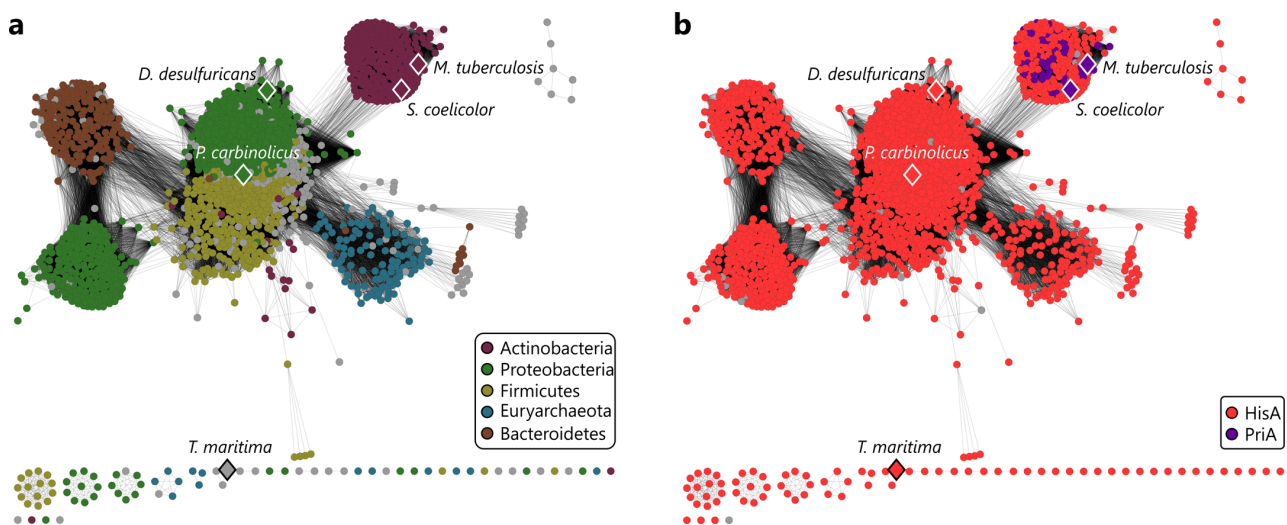 a
D. desulfuricans
M. tuberculosis
S. coelicolor
P. carbinolicus
Actinobacteria
Proteobacteria
Firmicutes
Euryarchaeota
Bacteroidetes
T. maritima
b
D. desulfuricans
M. tuberculosis
S. coelicolor
P. carbinolicus
HisA
PriA
T. maritima